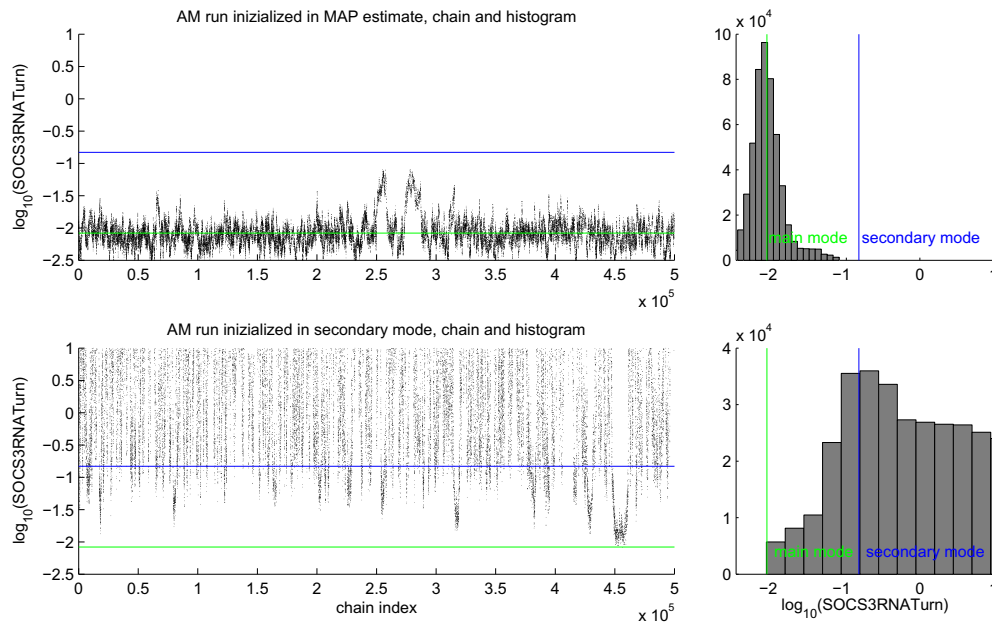 AM run inizialized in MAP estimate, chain and histogram
log10(SOCS3RNATurn)
1
0.5
0
−0.5
−1
−1.5
−2
−2.5
0 0.5 1 1.5 2 2.5 3 3.5 4 4.5 5
x 10^5
x 10^4
10
8
6
4
2
0
main mode secondary mode
−2 −1 0 1
AM run inizialized in secondary mode, chain and histogram
log10(SOCS3RNATurn)
1
0.5
0
−0.5
−1
−1.5
−2
−2.5
0 0.5 1 1.5 2 2.5 3 3.5 4 4.5 5
chain index
x 10^5
x 10^4
4
3
2
1
0
main mode secondary mode
−2 −1 0 1
log10(SOCS3RNATurn)